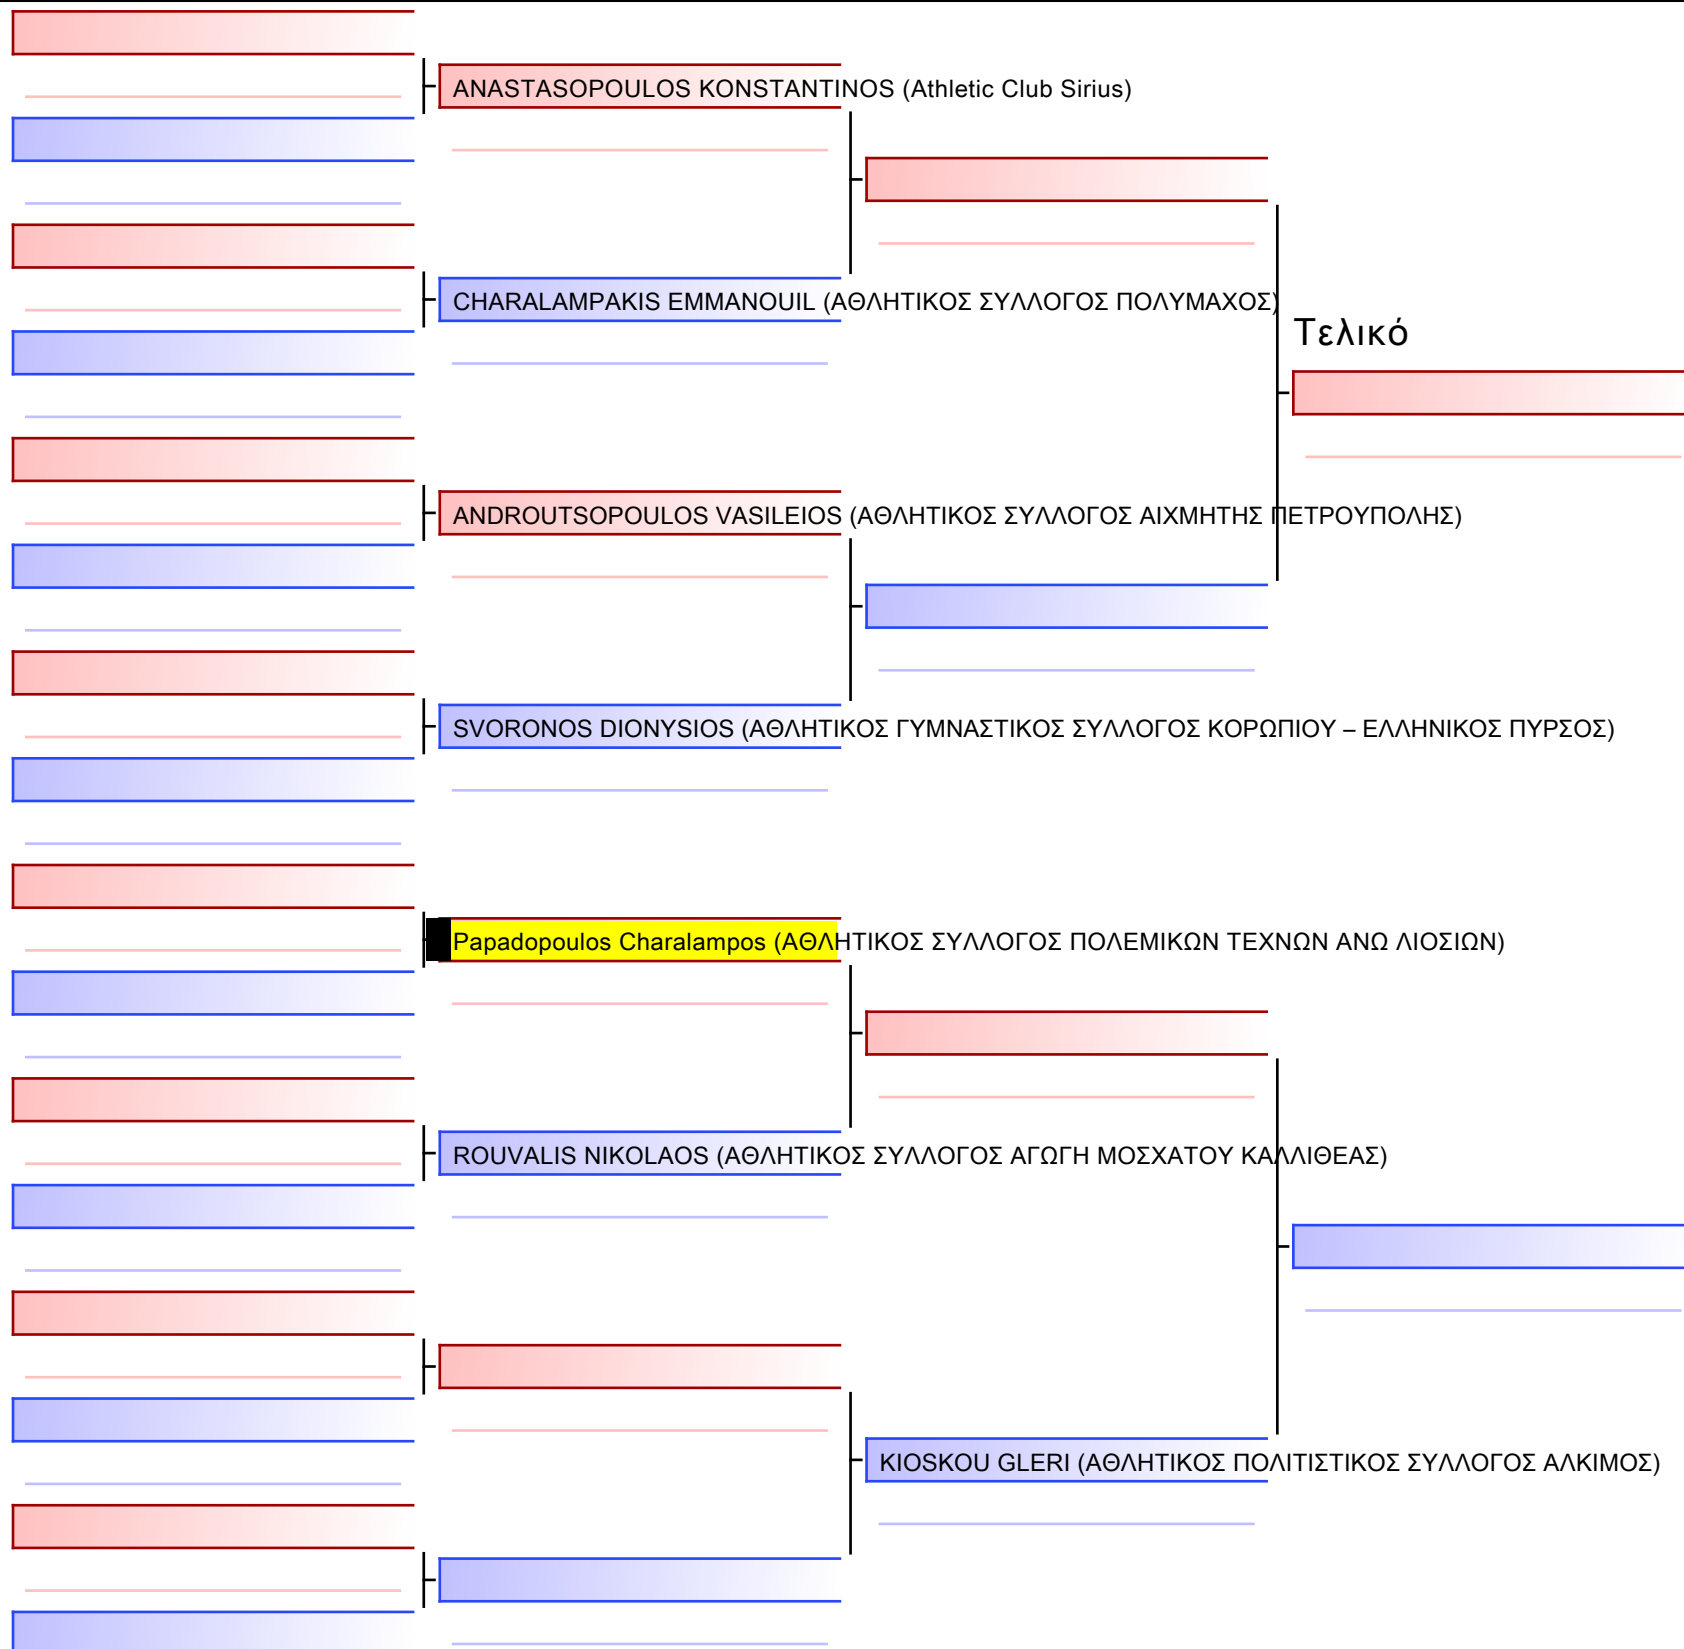 ANASTASOPOULOS KONSTANTINOS (Athletic Club Sirius)
CHARALAMPAKIS EMMANOUIL (ΑΘΛΗΤΙΚΟΣ ΣΥΛΛΟΓΟΣ ΠΟΛΥΜΑΧΟΣ)
Τελικό
ANDROUTSOPOULOS VASILEIOS (ΑΘΛΗΤΙΚΟΣ ΣΥΛΛΟΓΟΣ ΑΙΧΜΗΤΗΣ ΠΕΤΡΟΥΠΟΛΗΣ)
SVORONOS DIONYSIOS (ΑΘΛΗΤΙΚΟΣ ΓΥΜΝΑΣΤΙΚΟΣ ΣΥΛΛΟΓΟΣ ΚΟΡΩΠΙΟΥ – ΕΛΛΗΝΙΚΟΣ ΠΥΡΣΟΣ)
Papadopoulos Charalampos (ΑΘΛΗΤΙΚΟΣ ΣΥΛΛΟΓΟΣ ΠΟΛΕΜΙΚΩΝ ΤΕΧΝΩΝ ΑΝΩ ΛΙΟΣΙΩΝ)
ROUVALIS NIKOLAOS (ΑΘΛΗΤΙΚΟΣ ΣΥΛΛΟΓΟΣ ΑΓΩΓΗ ΜΟΣΧΑΤΟΥ ΚΑΛΛΙΘΕΑΣ)
KIOSKOU GLERI (ΑΘΛΗΤΙΚΟΣ ΠΟΛΙΤΙΣΤΙΚΟΣ ΣΥΛΛΟΓΟΣ ΑΛΚΙΜΟΣ)